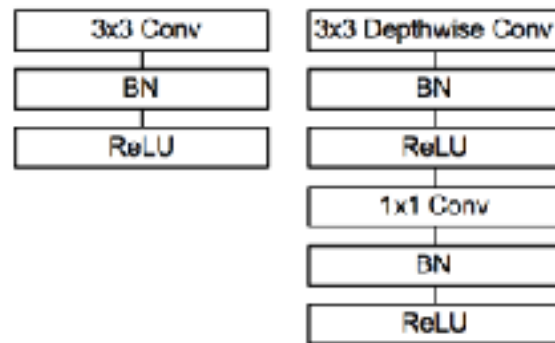 3x3 Conv
BN
ReLU
3x3 Depthwise Conv
BN
ReLU
1x1 Conv
BN
ReLU